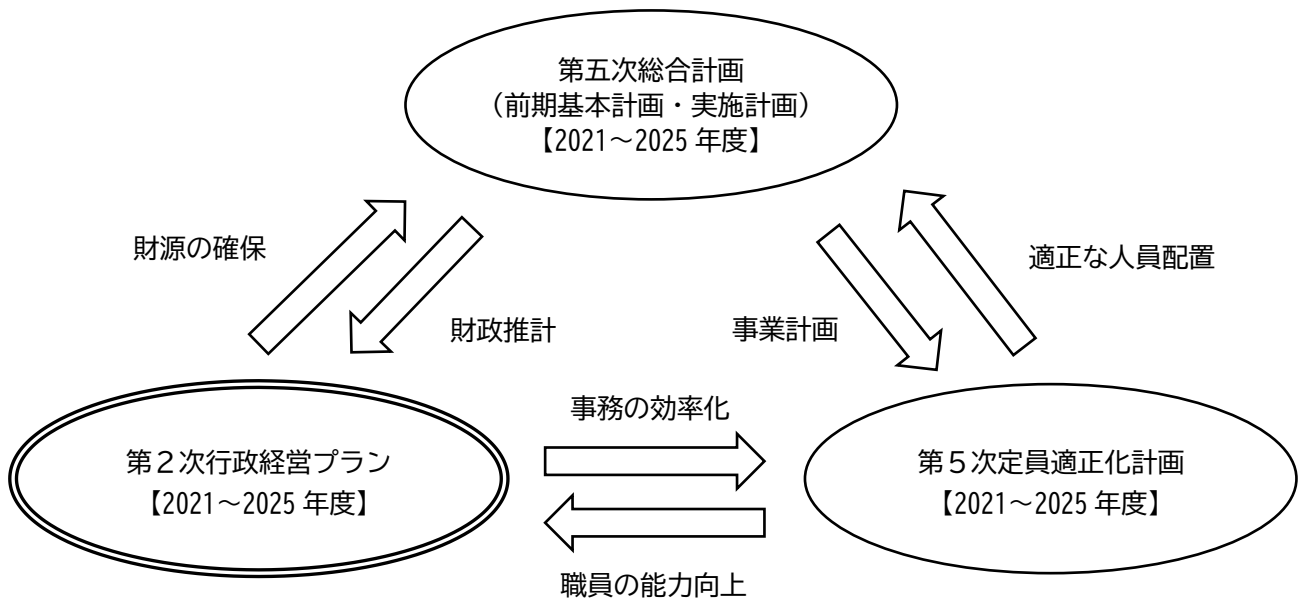 第五次総合計画
（前期基本計画・実施計画）
【2021～2025 年度】
財源の確保
適正な人員配置
財政推計
事業計画
事務の効率化
第２次行政経営プラン
【2021～2025 年度】
第５次定員適正化計画
【2021～2025 年度】
職員の能力向上